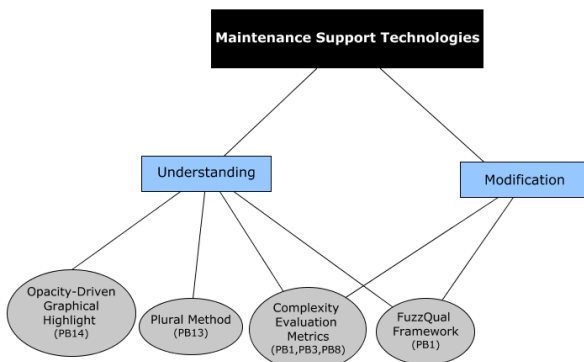 Maintenance Support Technologies
Understanding
Modification
Opacity-Driven
Graphical
Highlight
(PB14)
Plural Method
(PB13)
Complexity
Evaluation
Metrics
(PB1,PB3,PB8)
FuzzQual
Framework
(PB1)